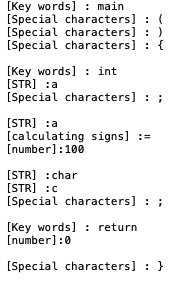 [Key words] : main
[Special characters] : (
[Special characters] : )
[Special characters] : {
[Key words] : int
[STR] :a
[Special characters] : ;
[STR] :a
[calculating signs] :=
[number]:100
[STR] :char
[STR] :c
[Special characters] : ;
[Key words] : return
[number]:0
[Special characters] : }